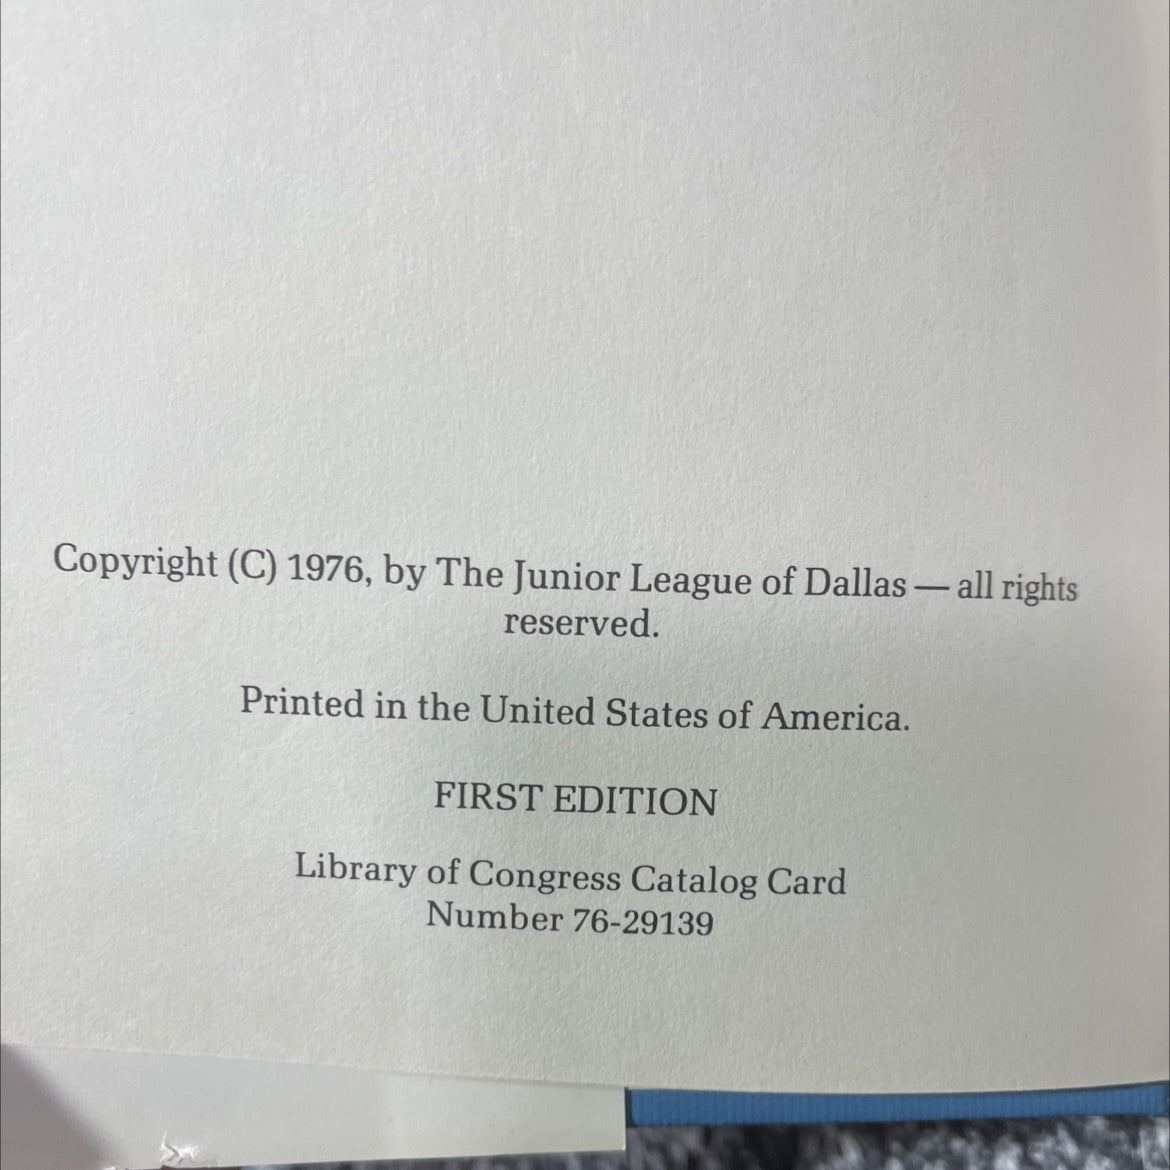 Copyright (C) 1976, by The Junior League of Dallas — all rights
reserved.
Printed in the United States of America.
FIRST EDITION
Library of Congress Catalog Card
Number 76-29139